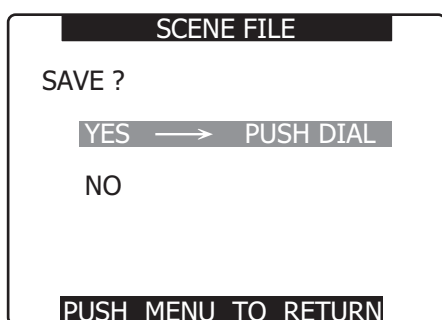 SCENE FILE
SAVE ?
YES → PUSH DIAL
NO
PUSH MENU TO RETURN